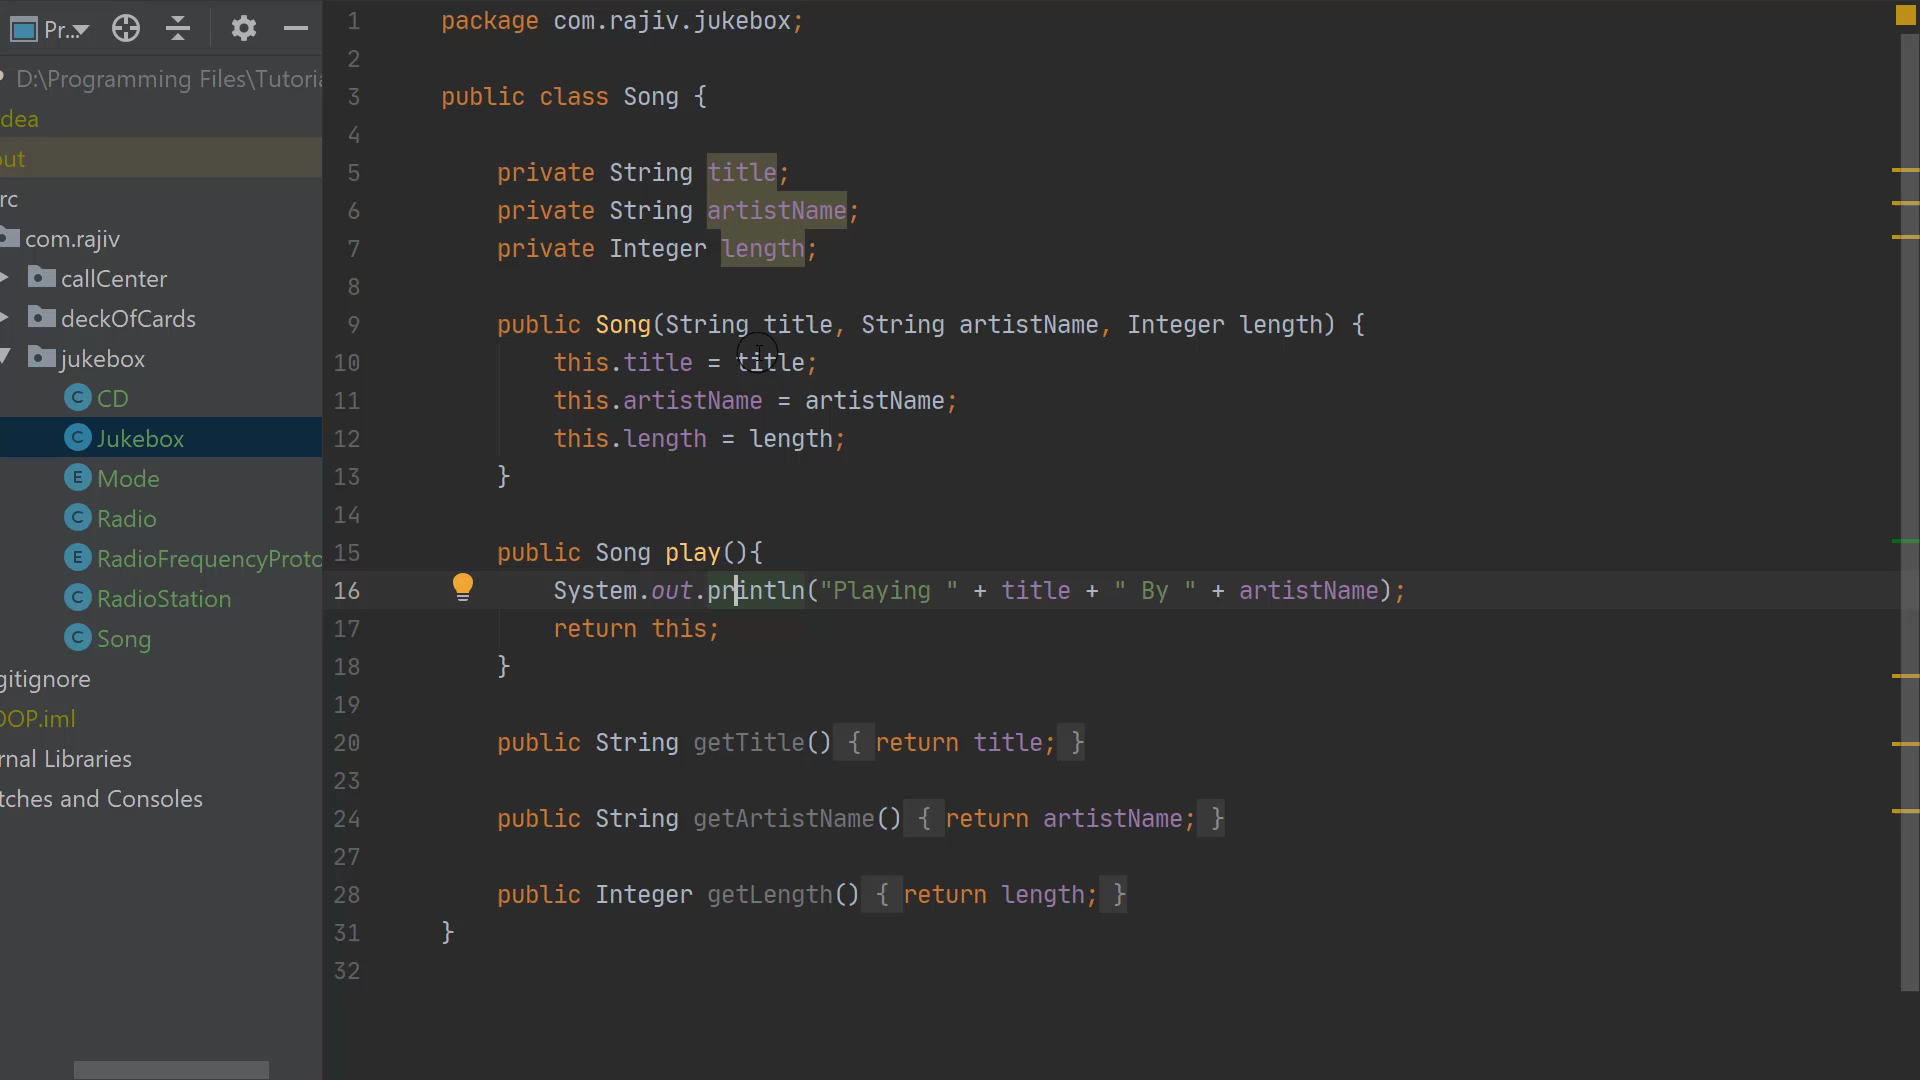 Pr...
D:\Programming Files\Tutoria
dea
out
rc
com.rajiv
callCenter
deckOfCards
jukebox
C CD
C Jukebox
E Mode
C Radio
E RadioFrequencyProto
C RadioStation
C Song
gitignore
OOP.iml
rnal Libraries
tches and Consoles
1 package com.rajiv.jukebox;
2
3 public class Song {
4
5 private String title;
6 private String artistName;
7 private Integer length;
8
9 public Song(String title, String artistName, Integer length) {
10 this.title = title;
11 this.artistName = artistName;
12 this.length = length;
13 }
14
15 public Song play(){
16 System.out.println("Playing " + title + " By " + artistName);
17 return this;
18 }
19
20 public String getTitle() { return title; }
23
24 public String getArtistName() { return artistName; }
27
28 public Integer getLength() { return length; }
31 }
32